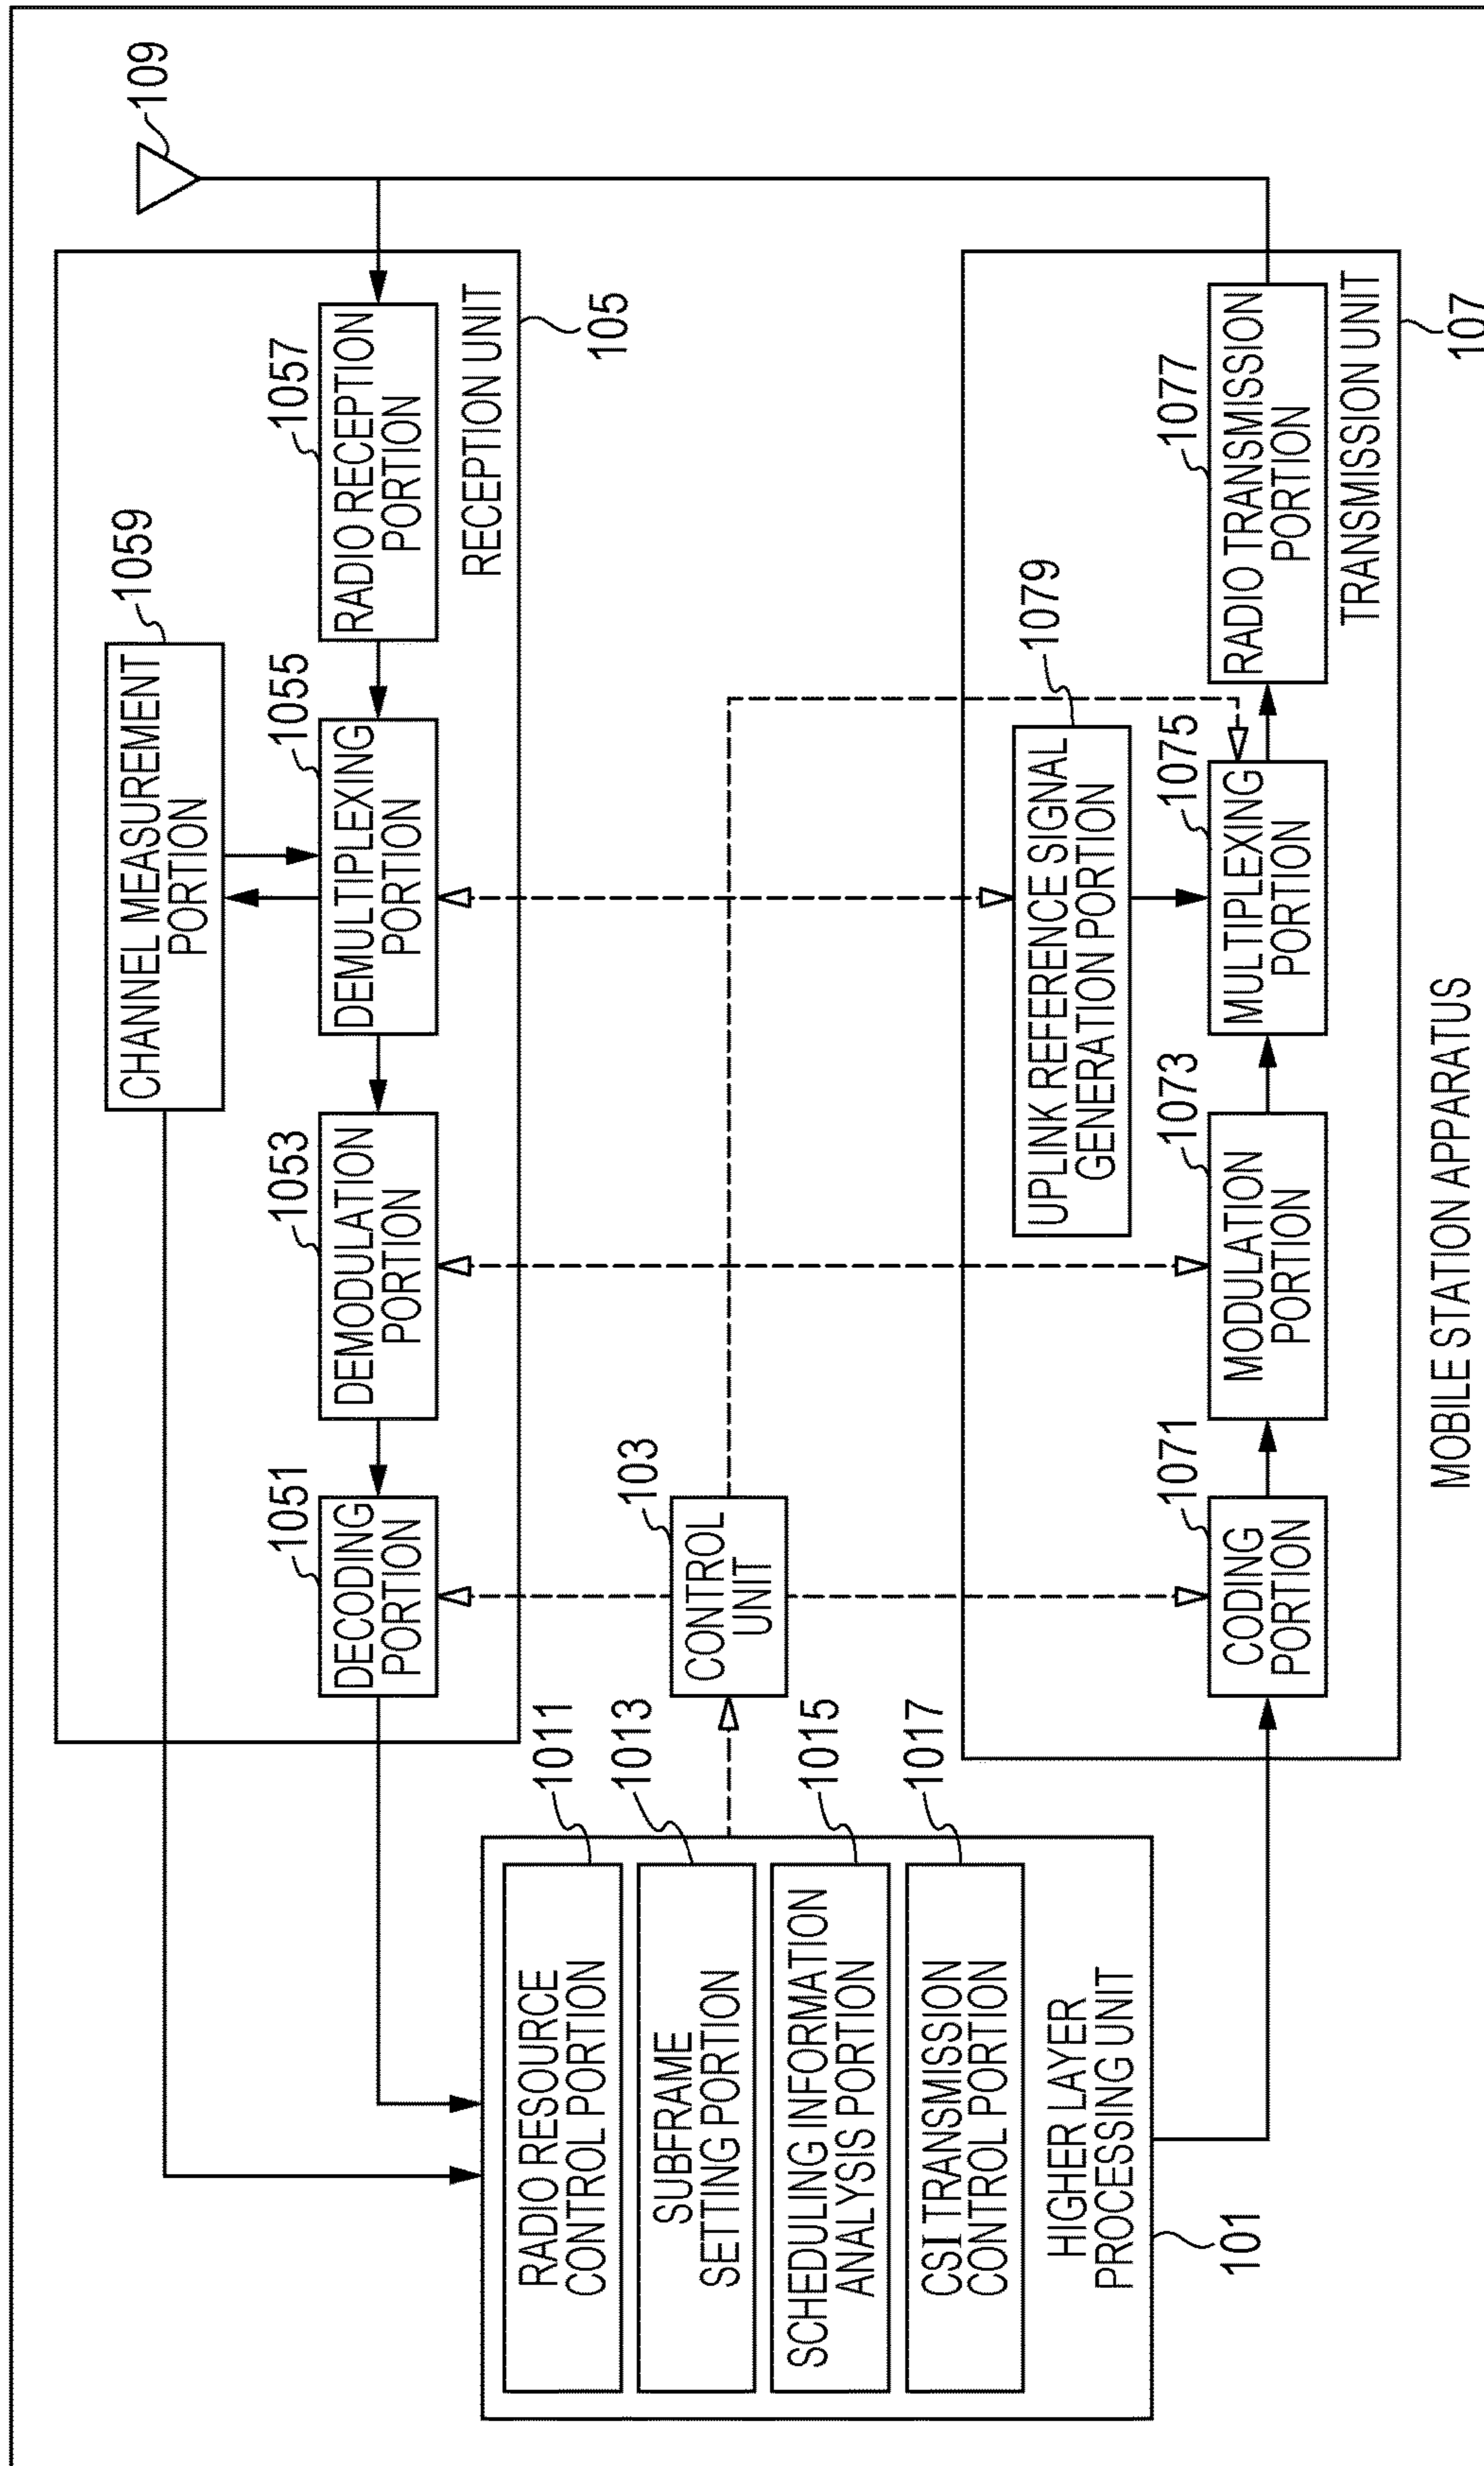 109
1059
CHANNEL MEASUREMENT
PORTION
1051
1053
1055
1057
DECODING
PORTION
DEMODULATION
PORTION
DEMULTIPLEXING
PORTION
RADIO RECEPTION
PORTION
RECEPTION UNIT
105
1011
RADIO RESOURCE
CONTROL PORTION
1013
SUBFRAME
SETTING PORTION
1015
SCHEDULING INFORMATION
ANALYSIS PORTION
1017
CSI TRANSMISSION
CONTROL PORTION
HIGHER LAYER
PROCESSING UNIT
101
103
CONTROL
UNIT
1079
UPLINK REFERENCE SIGNAL
GENERATION PORTION
1071
1073
1075
1077
CODING
PORTION
MODULATION
PORTION
MULTIPLEXING
PORTION
RADIO TRANSMISSION
PORTION
TRANSMISSION UNIT
107
MOBILE STATION APPARATUS